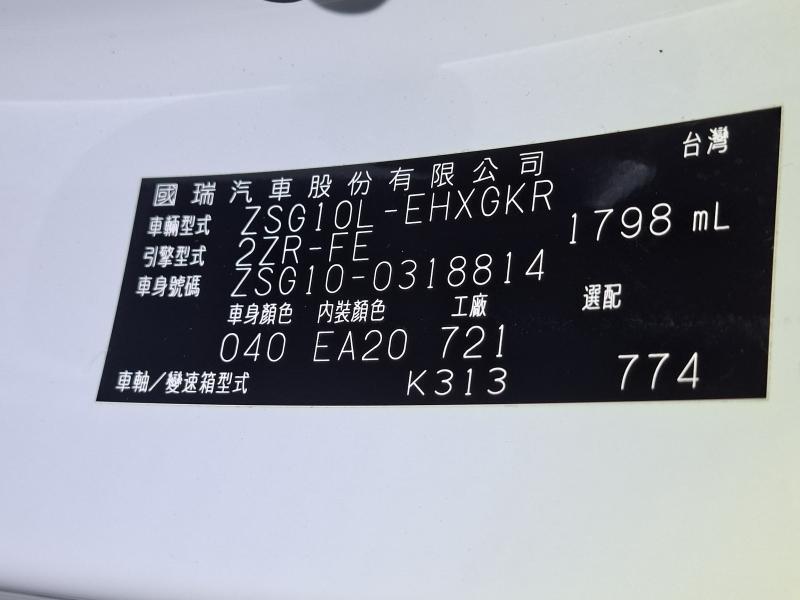 台灣
國瑞汽車股份有限公司
車輛型式 ZSG10L-EHXGKR
引擎型式 2ZR-FE 1798 mL
車身號碼 ZSG10-0318814
車身顏色 內裝顏色 工廠 選配
040 EA20 721
車軸/變速箱型式 K313 774